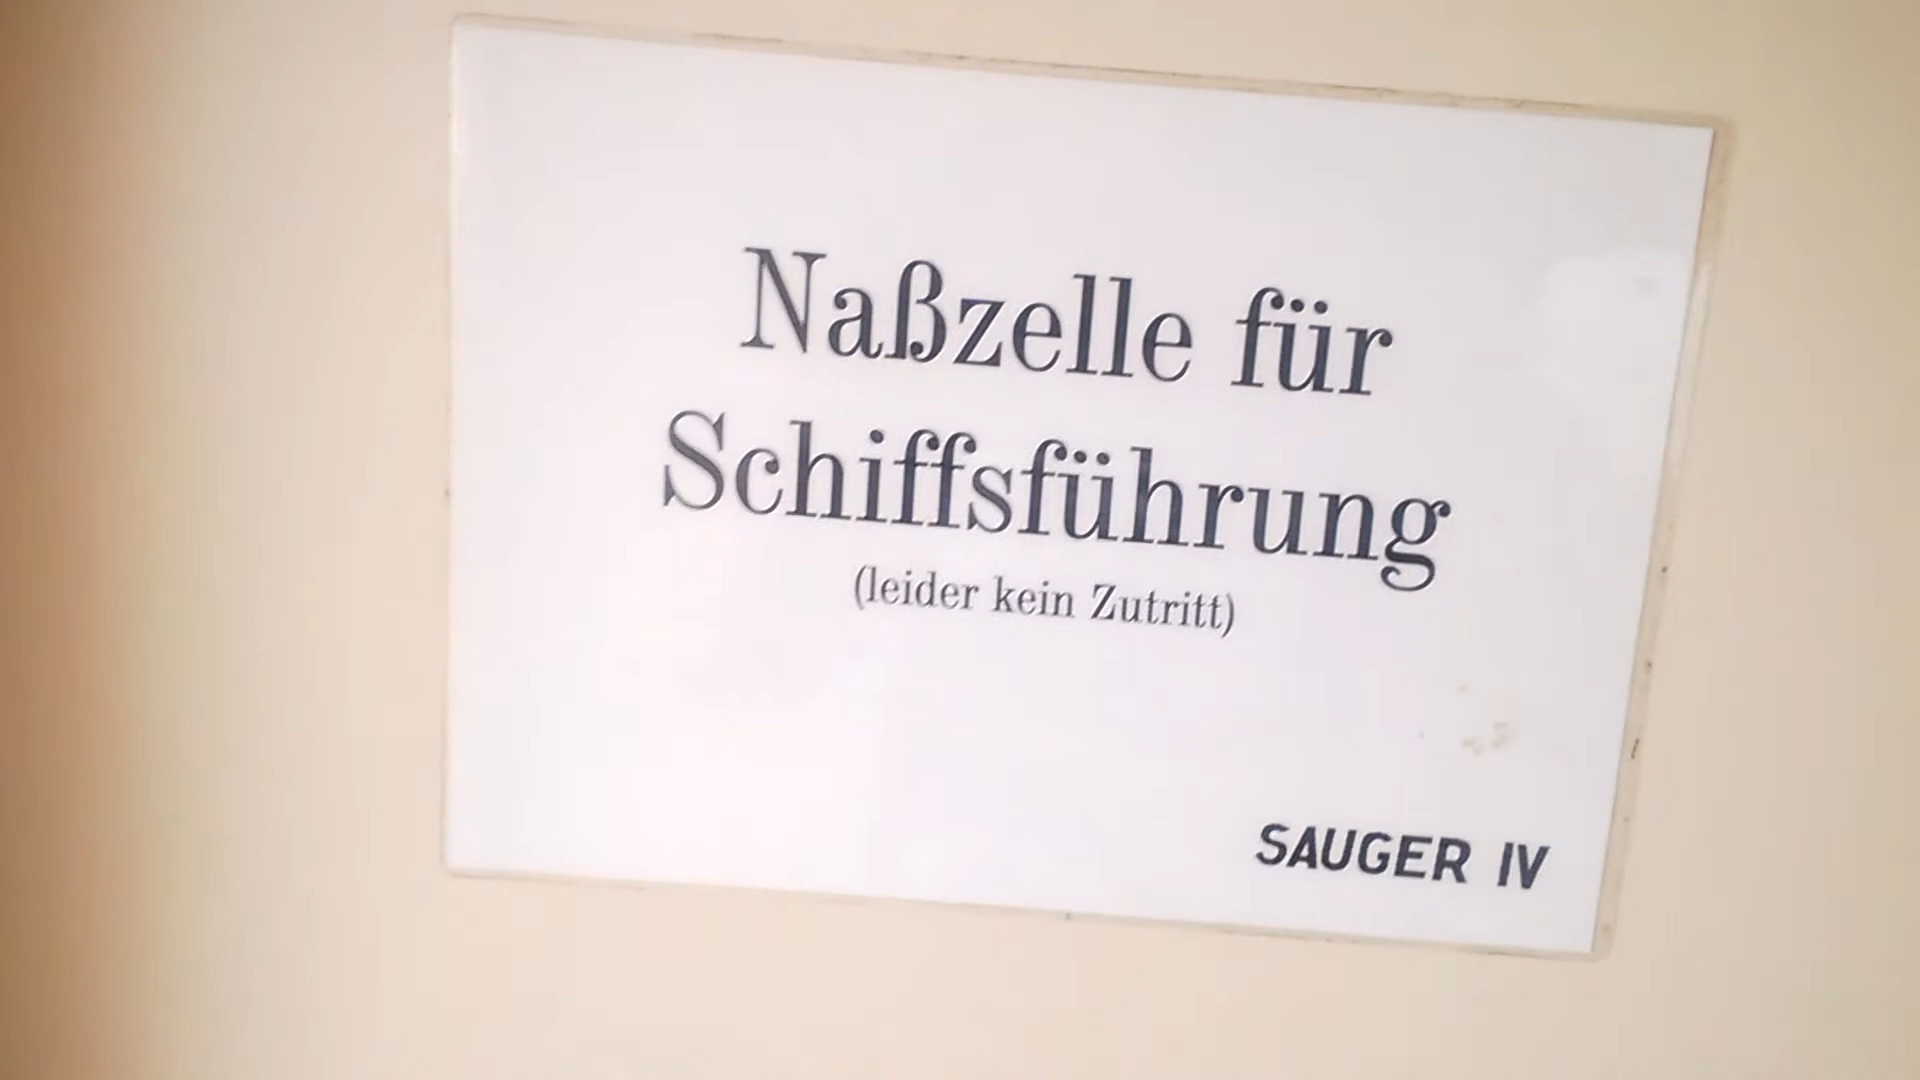 Naßzelle für
Schiffsführung
(leider kein Zutritt)
SAUGER IV